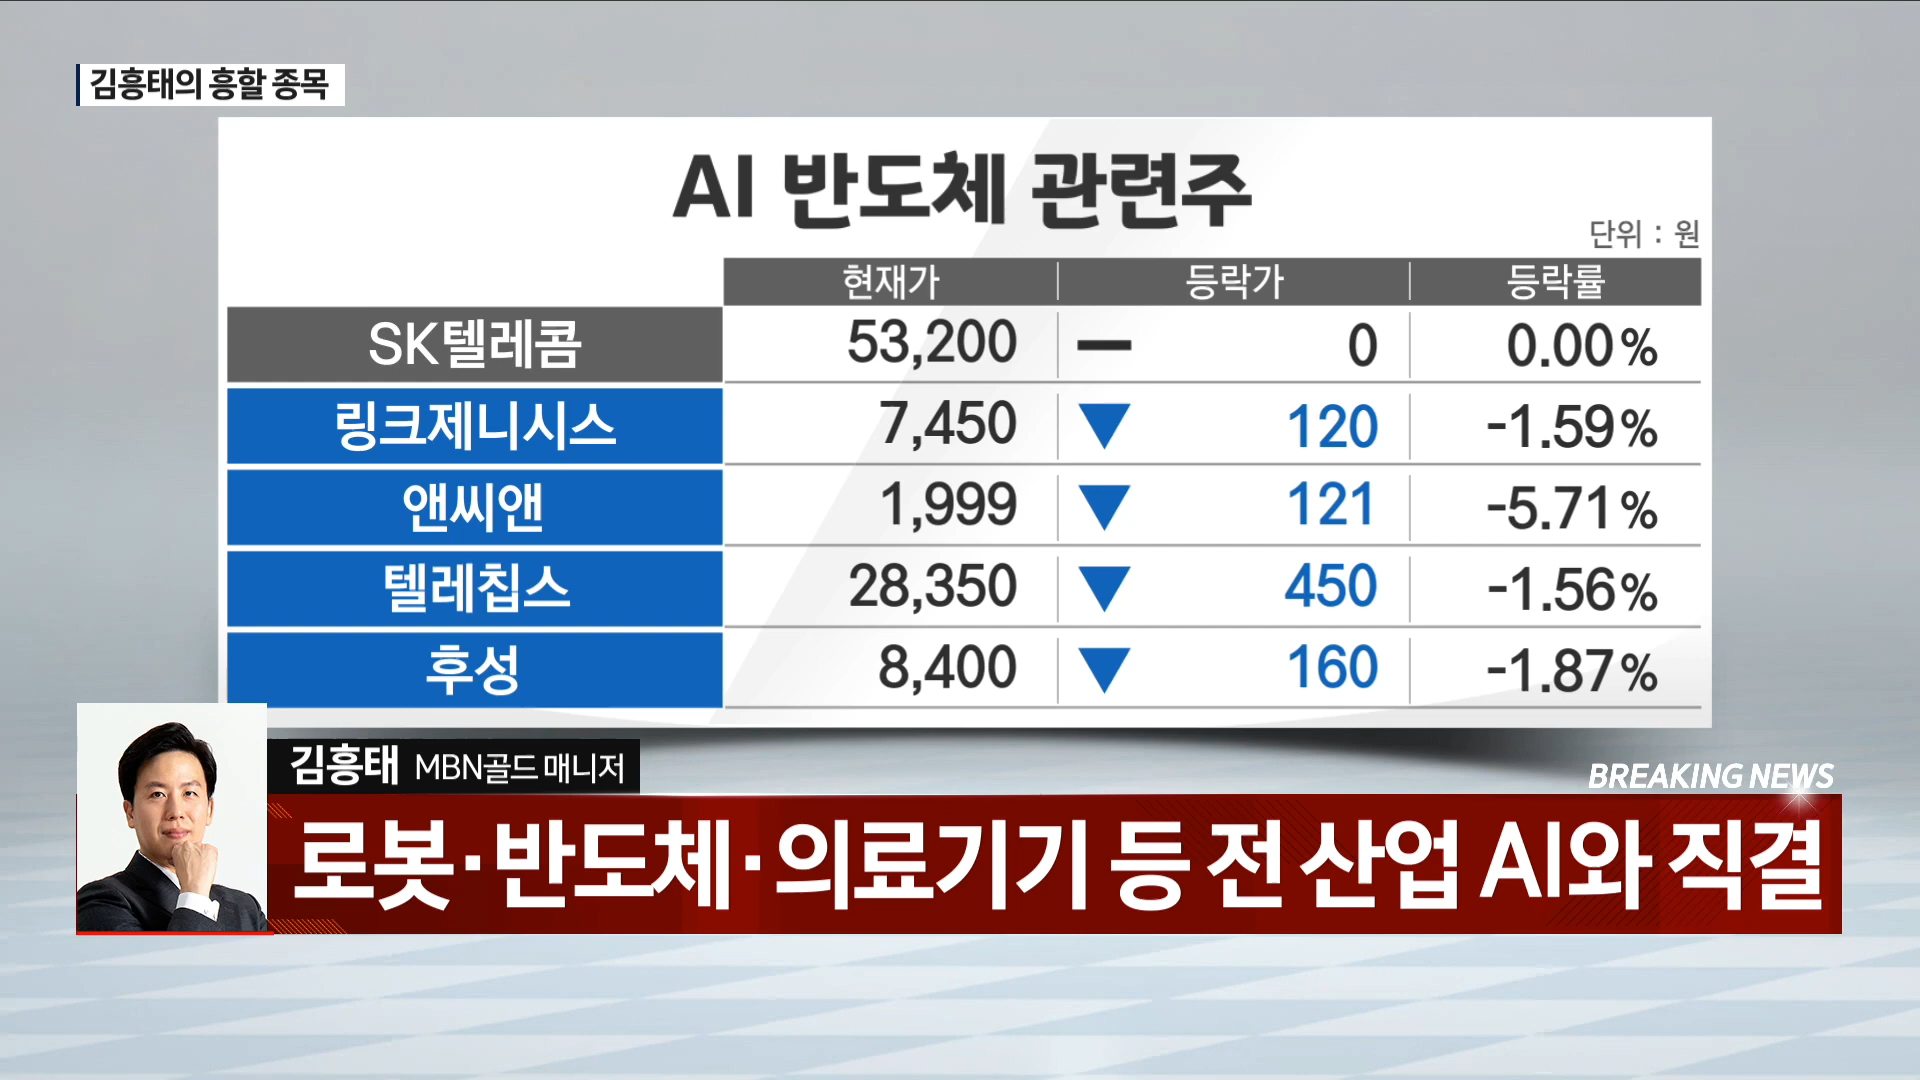 김흥태의 흥할 종목
AI 반도체 관련주
단위 : 원
현재가 등락가 등락률
SK텔레콤 53,200 ― 0 0.00%
링크제니시스 7,450 ▼ 120 -1.59%
앤씨앤 1,999 ▼ 121 -5.71%
텔레칩스 28,350 ▼ 450 -1.56%
후성 8,400 ▼ 160 -1.87%
김흥태 MBN골드 매니저
BREAKING NEWS
로봇·반도체·의료기기 등 전 산업 AI와 직결